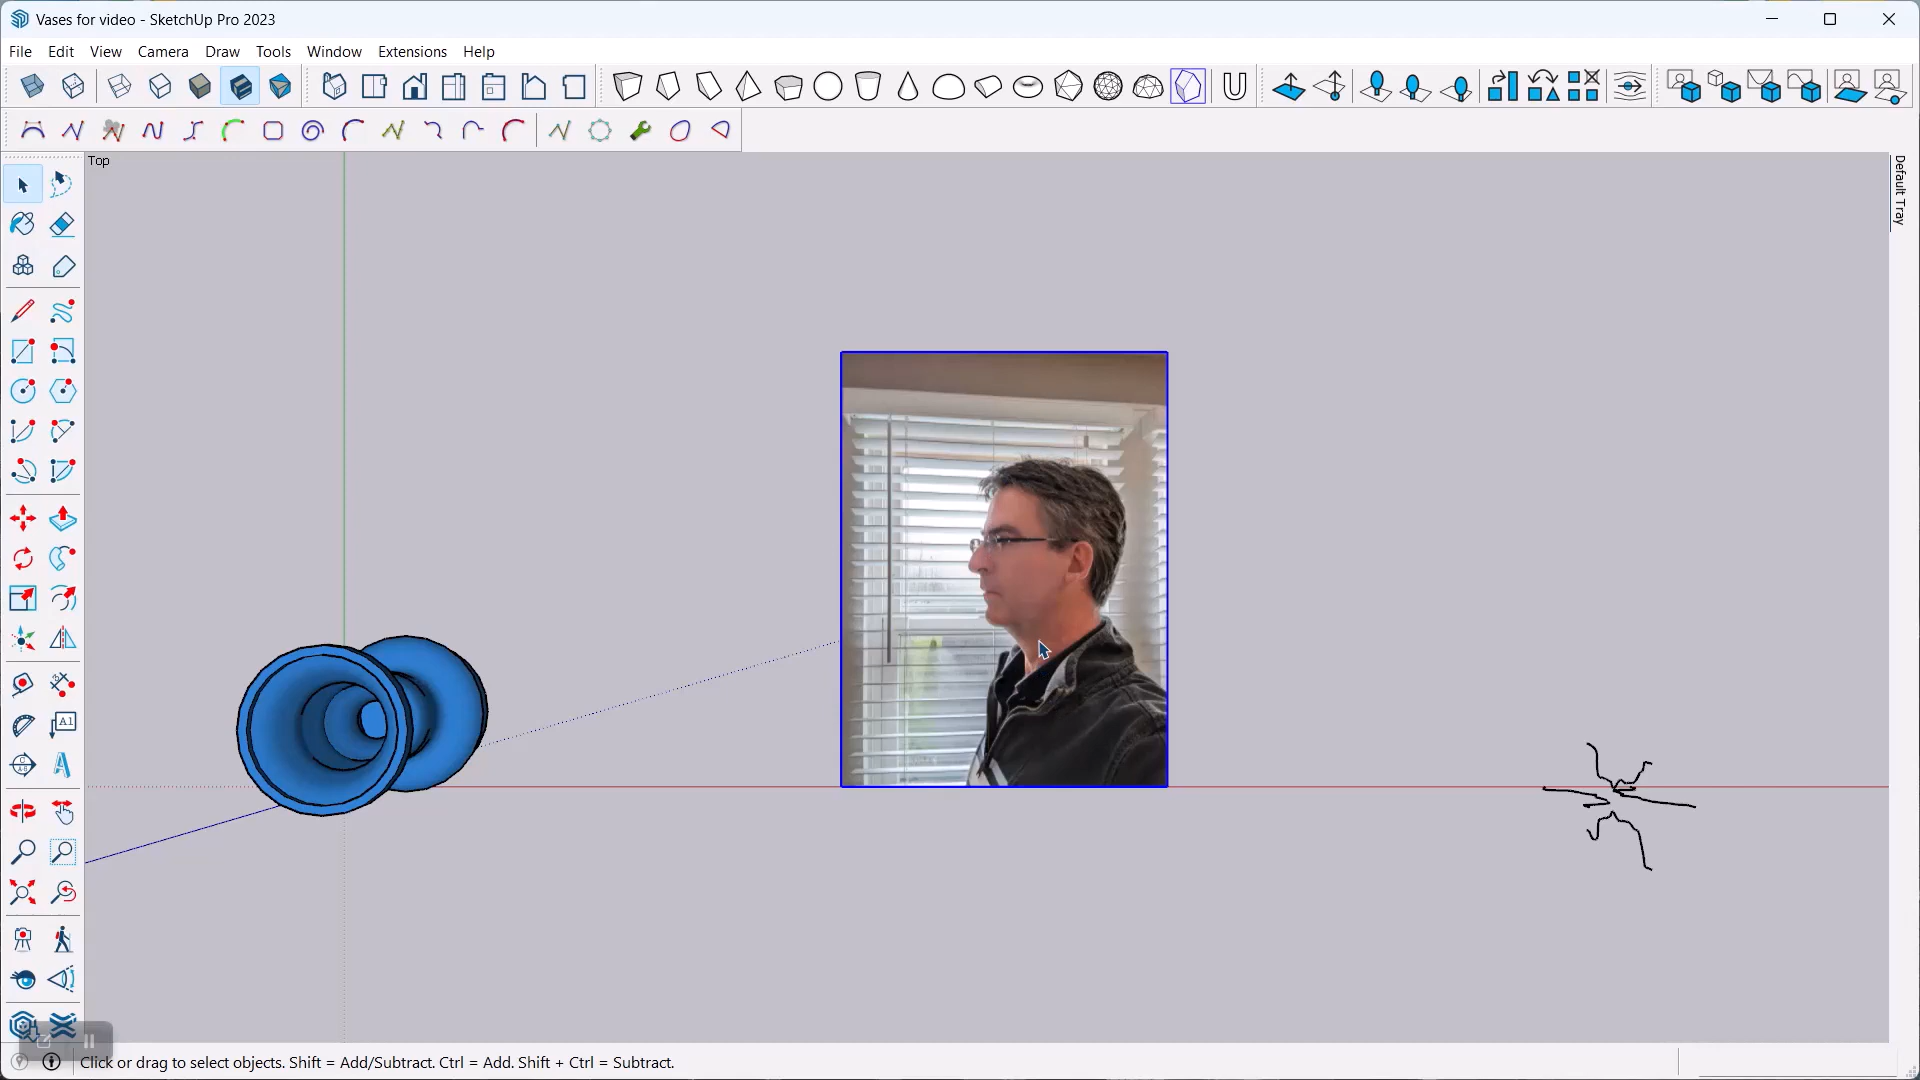 Vases for video - SketchUp Pro 2023
File Edit View Camera Draw Tools Window Extensions Help
Top
Default Tray
A1
A
Click or drag to select objects. Shift = Add/Subtract. Ctrl = Add. Shift + Ctrl = Subtract.